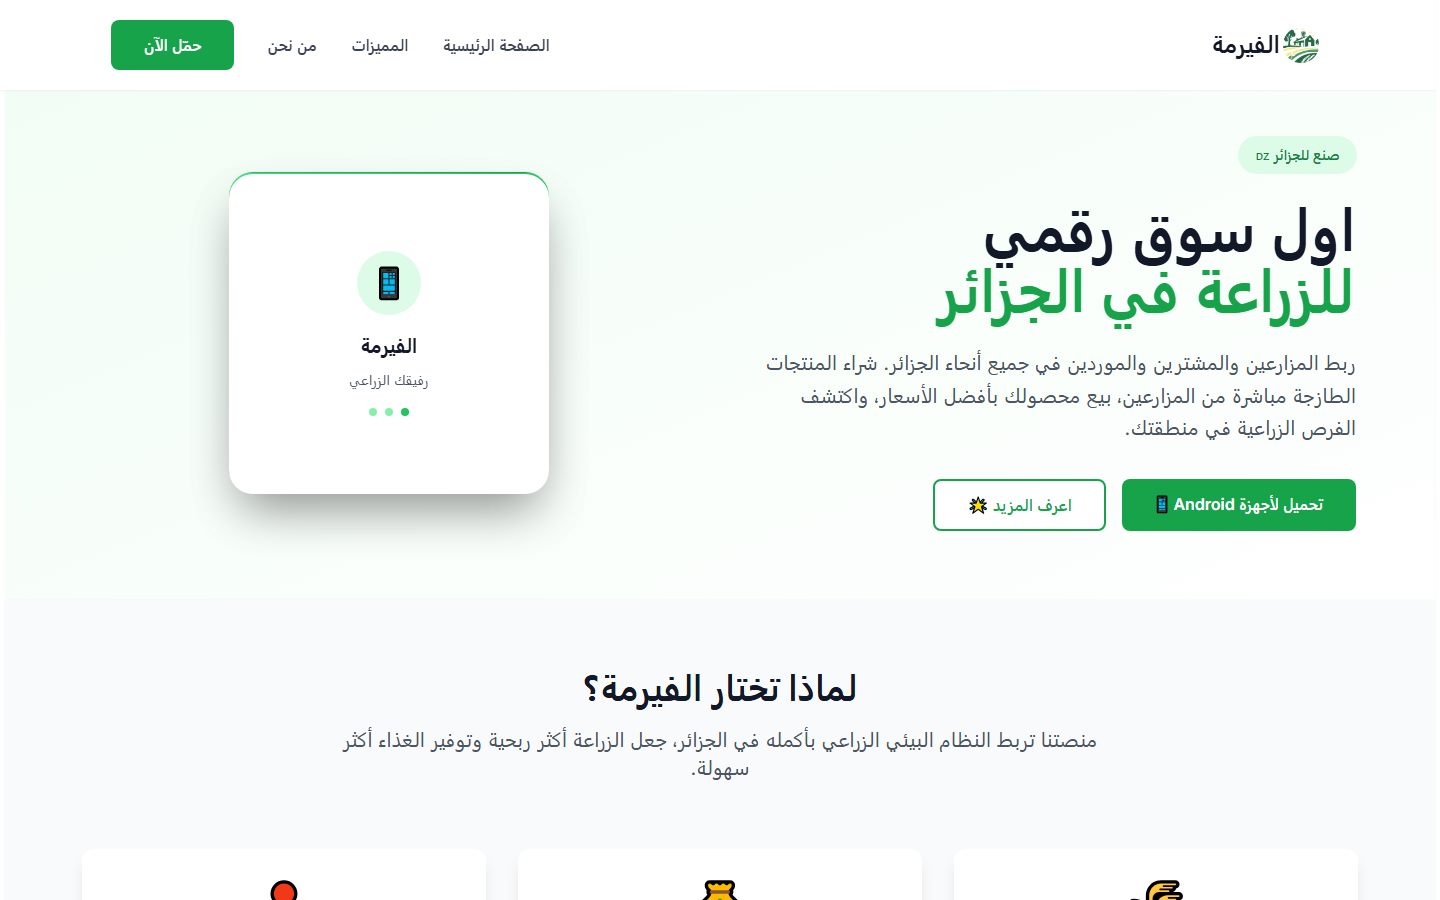 الفيرمة
الصفحة الرئيسية
المميزات
من نحن
حمّل الآن
صنع للجزائر DZ
اول سوق رقمي
للزراعة في الجزائر
ربط المزارعين والمشترين والموردين في جميع أنحاء الجزائر. شراء المنتجات
الطازجة مباشرة من المزارعين، بيع محصولك بأفضل الأسعار، واكتشف
الفرص الزراعية في منطقتك.
تحميل لأجهزة Android
اعرف المزيد
الفيرمة
رفيقك الزراعي
لماذا تختار الفيرمة؟
منصتنا تربط النظام البيئي الزراعي بأكمله في الجزائر، جعل الزراعة أكثر ربحية وتوفير الغذاء أكثر
سهولة.